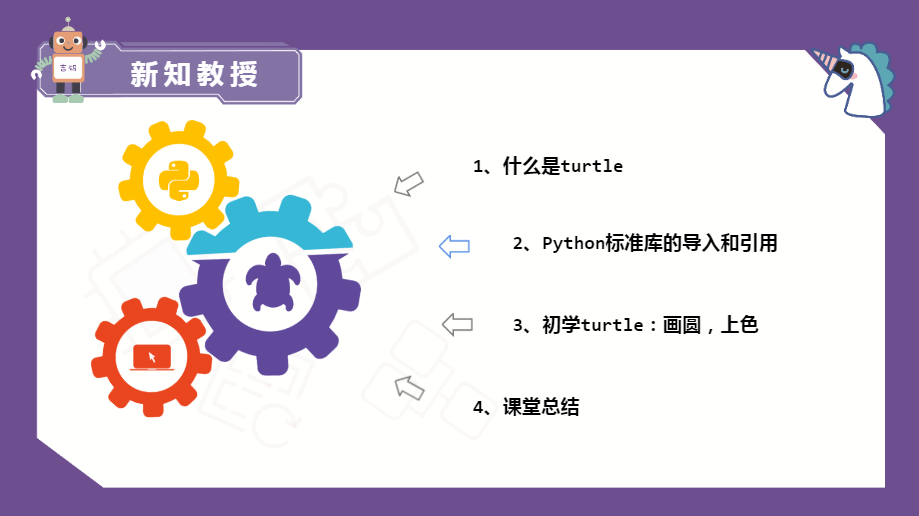 新知教授
1、什么是turtle
2、Python标准库的导入和引用
3、初学turtle：画圆，上色
4、课堂总结